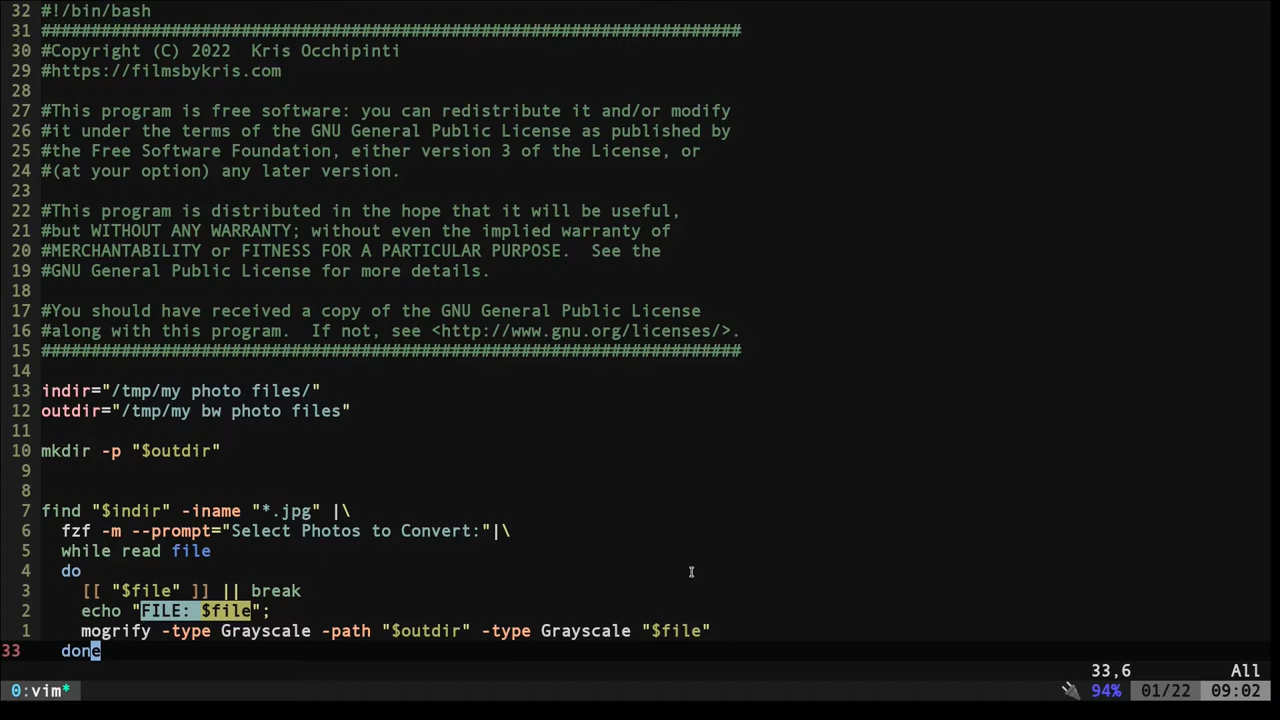 32 #!/bin/bash
31 ######################################################################
30 #Copyright (C) 2022  Kris Occhipinti
29 #https://filmsbykris.com
28
27 #This program is free software: you can redistribute it and/or modify
26 #it under the terms of the GNU General Public License as published by
25 #the Free Software Foundation, either version 3 of the License, or
24 #(at your option) any later version.
23
22 #This program is distributed in the hope that it will be useful,
21 #but WITHOUT ANY WARRANTY; without even the implied warranty of
20 #MERCHANTABILITY or FITNESS FOR A PARTICULAR PURPOSE.  See the
19 #GNU General Public License for more details.
18
17 #You should have received a copy of the GNU General Public License
16 #along with this program.  If not, see <http://www.gnu.org/licenses/>.
15 ######################################################################
14
13 indir="/tmp/my photo files/"
12 outdir="/tmp/my bw photo files"
11
10 mkdir -p "$outdir"
9
8
7 find "$indir" -iname "*.jpg" |\
6   fzf -m --prompt="Select Photos to Convert:"|\
5   while read file
4   do
3     [[ "$file" ]] || break
2     echo "FILE: $file";
1     mogrify -type Grayscale -path "$outdir" -type Grayscale "$file"
33   done
33,6 All
0:vim* 94% 01/22 09:02